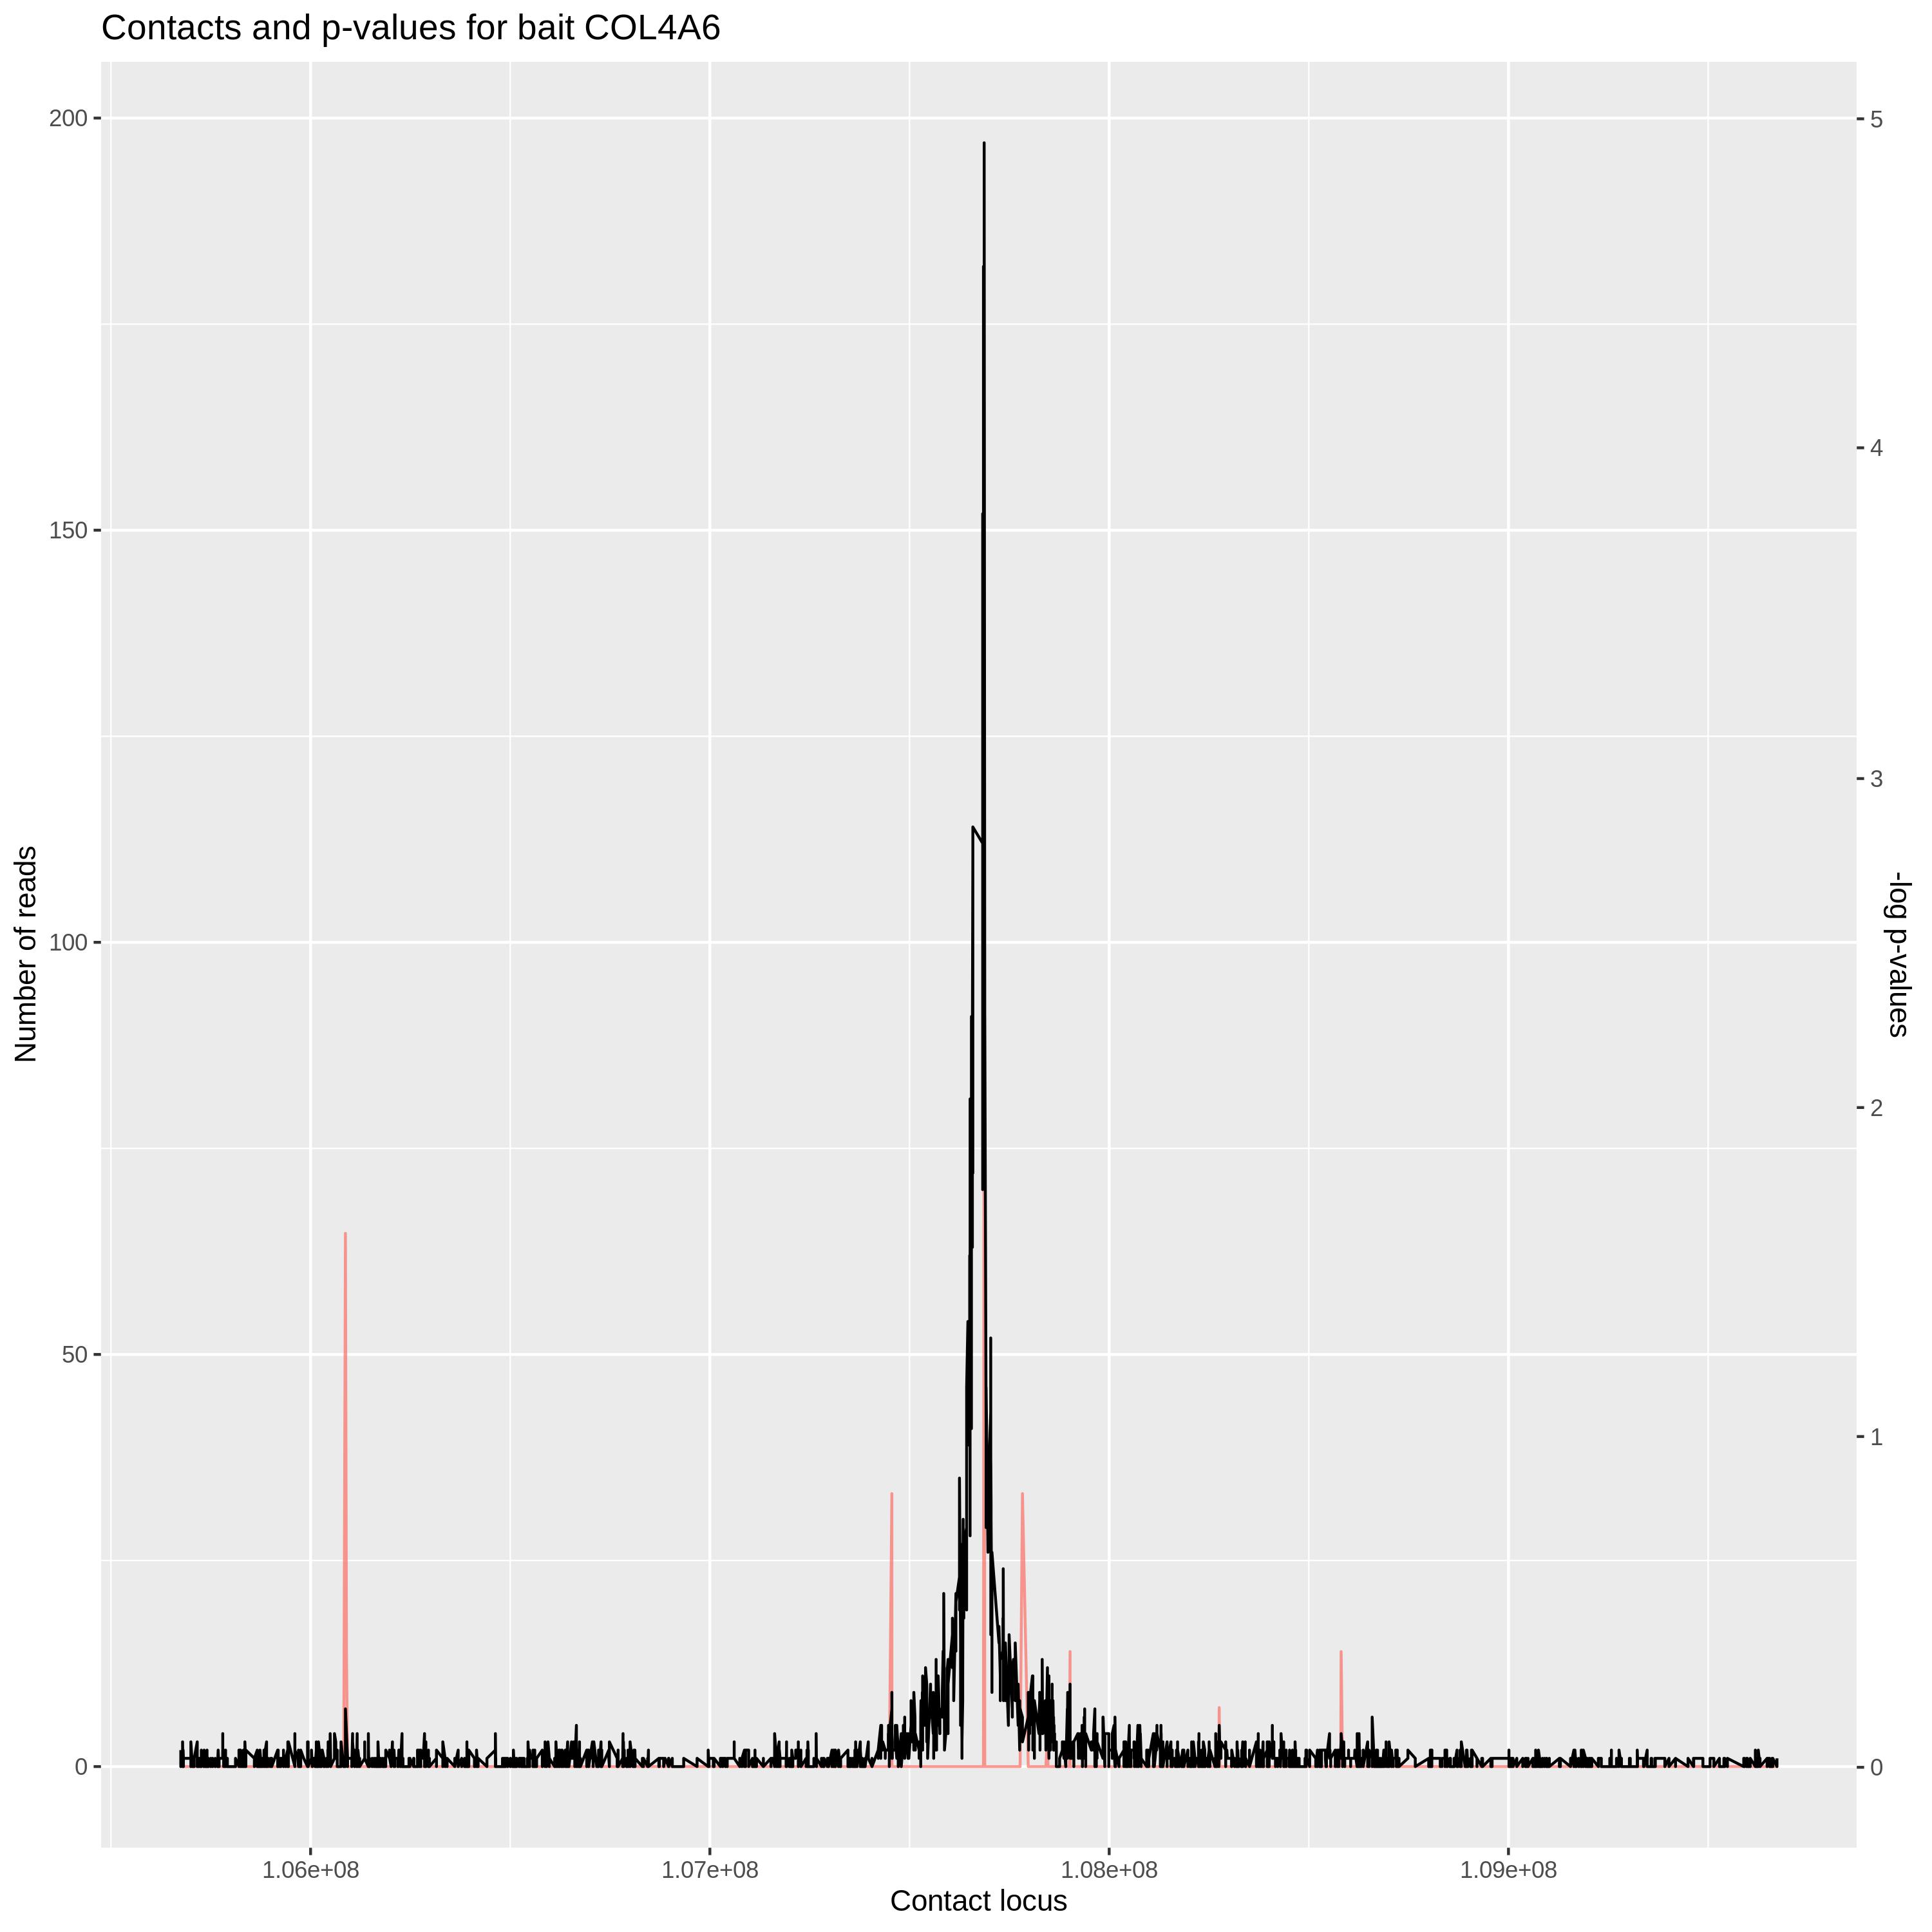 Contacts and p-values for bait COL4A6
200
150
100
50
0
Number of reads
5
4
3
2
1
0
-log p-values
1.06e+08
1.07e+08
1.08e+08
1.09e+08
Contact locus